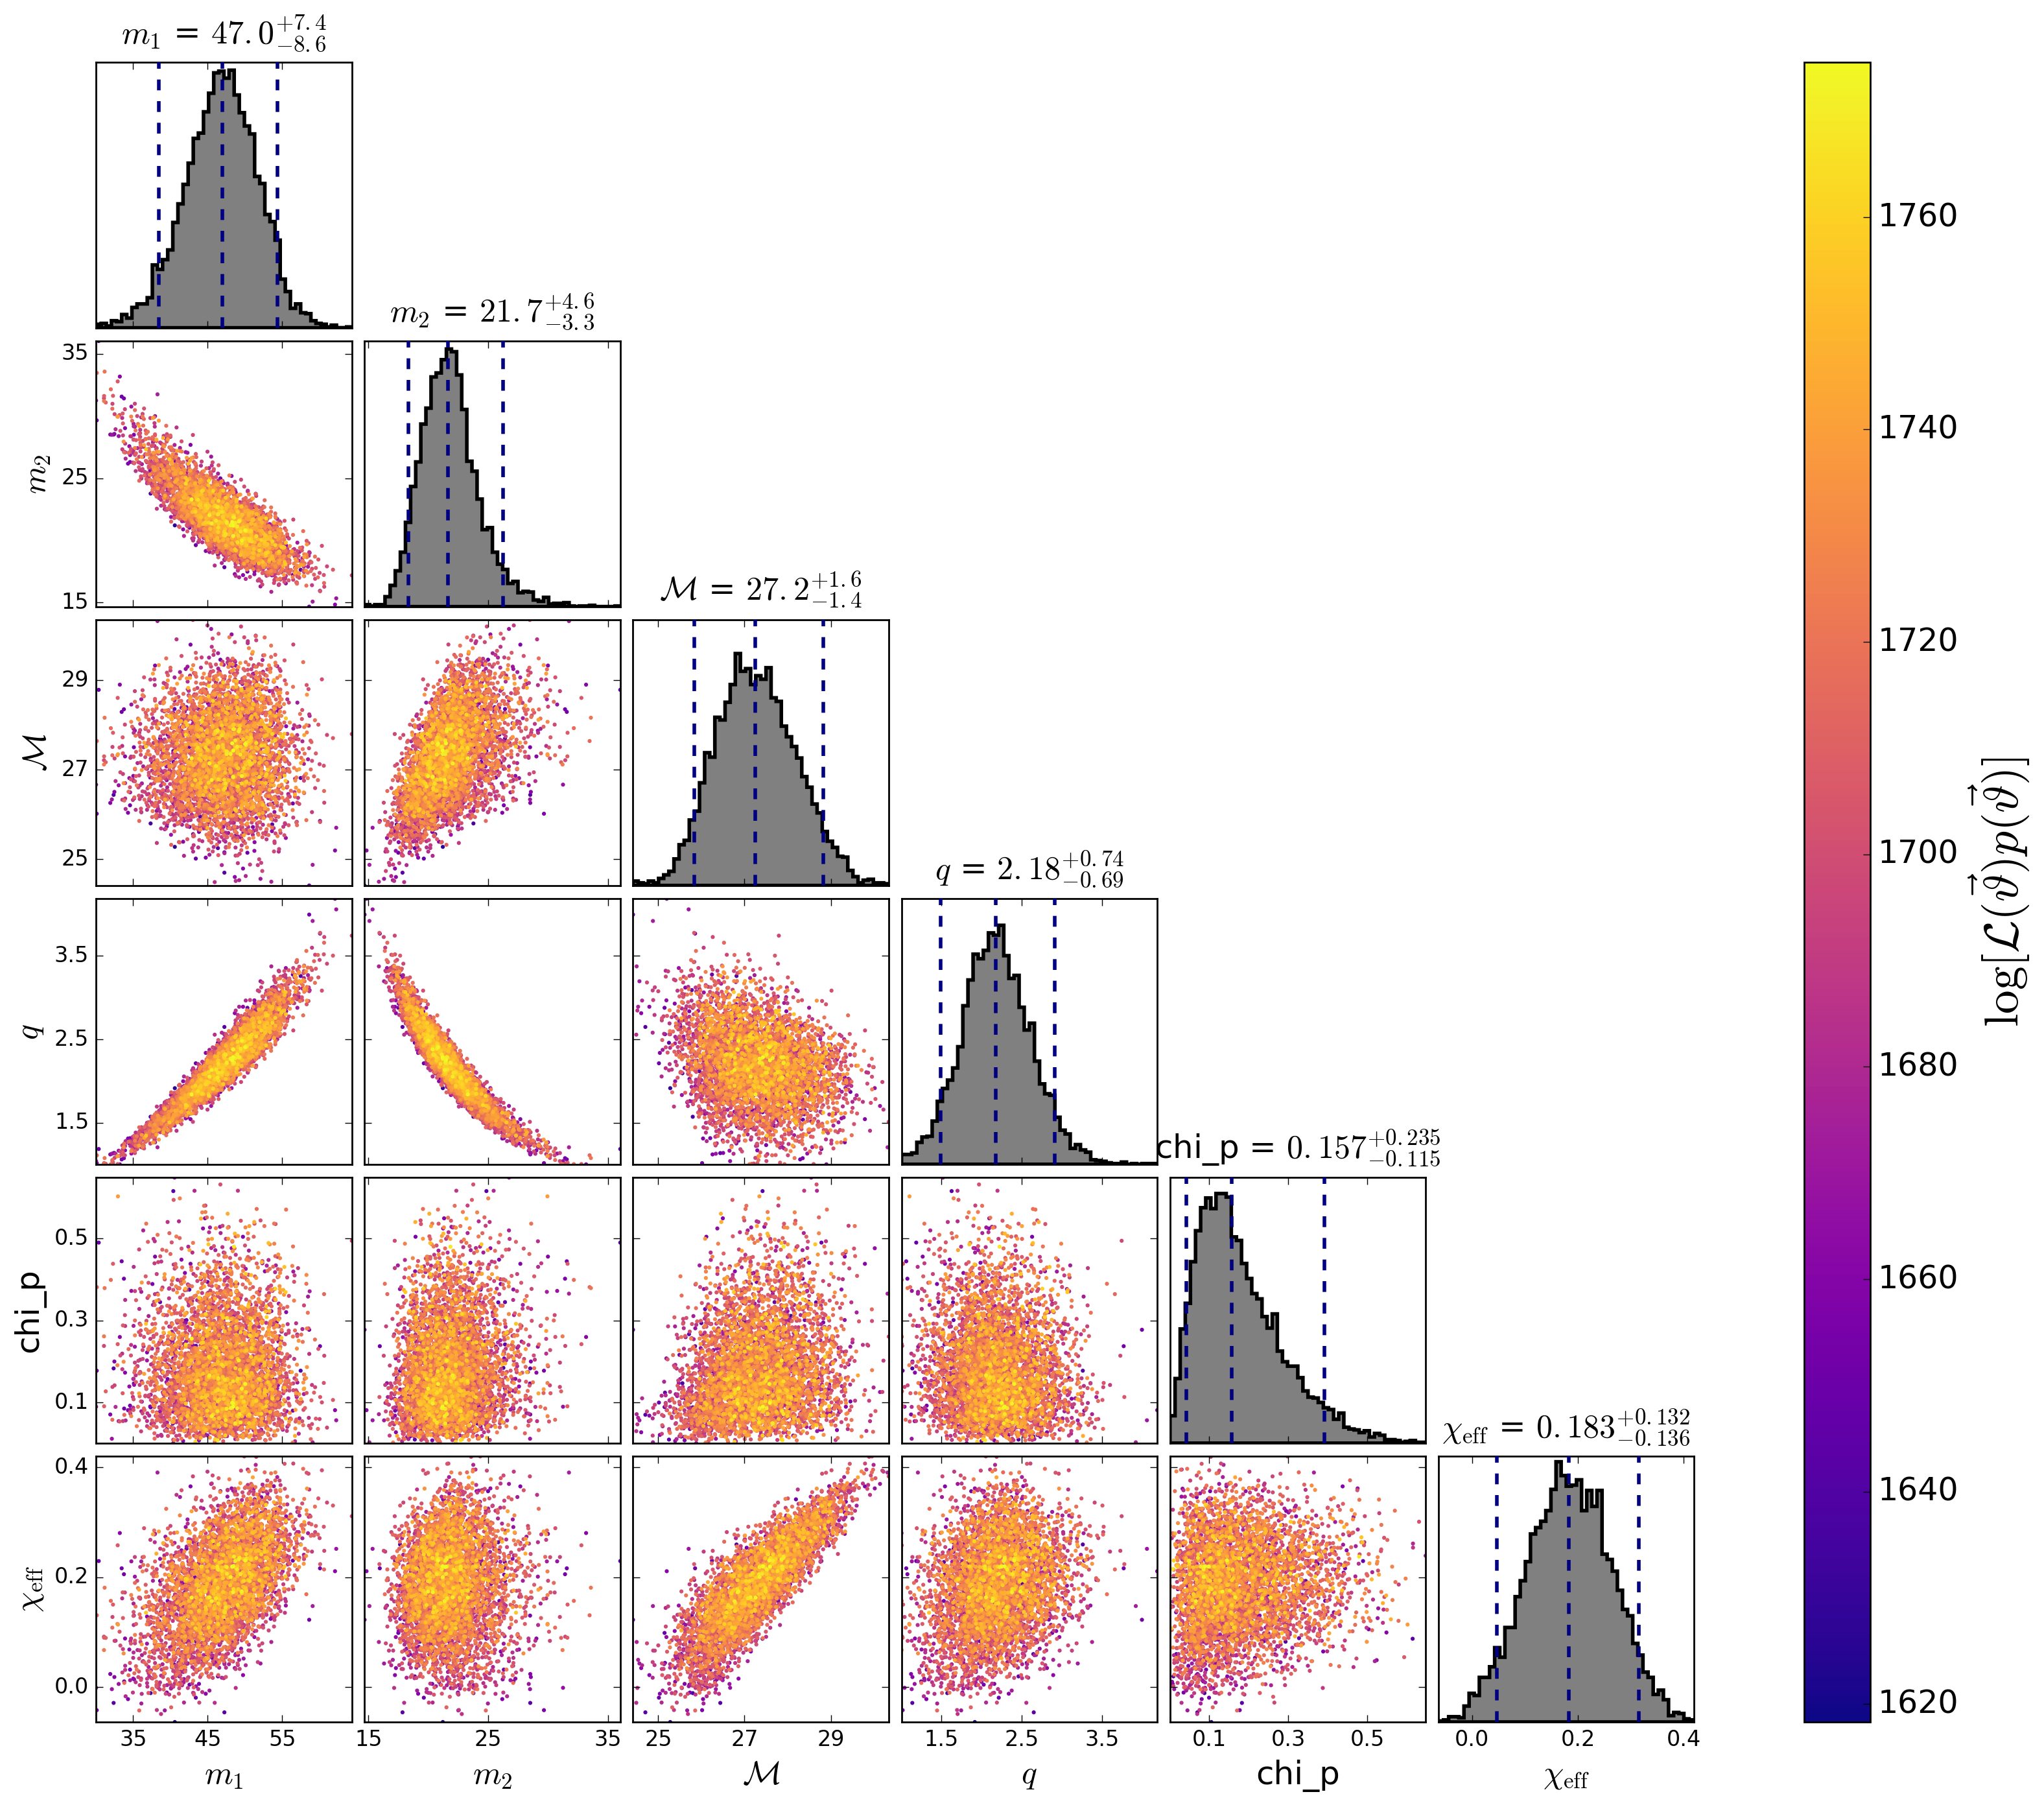 m₁ = 47.0⁺⁷·⁴₋₈.₆
m₂ = 21.7⁺⁴·⁶₋₃.₃
ℳ = 27.2⁺¹·⁶₋₁.₄
q = 2.18⁺⁰·⁷⁴₋₀.₆₉
chi_p = 0.157⁺⁰·²³⁵₋₀.₁₁₅
χeff = 0.183⁺⁰·¹³²₋₀.₁₃₆
m₂
35
25
15
ℳ
29
27
25
q
3.5
2.5
1.5
chi_p
0.5
0.3
0.1
χeff
0.4
0.2
0.0
35 45 55
15 25 35
25 27 29
1.5 2.5 3.5
0.1 0.3 0.5
0.0 0.2 0.4
m₁
m₂
ℳ
q
chi_p
χeff
1760
1740
1720
1700
1680
1660
1640
1620
log[ℒ(ϑ⃗)p(ϑ⃗)]